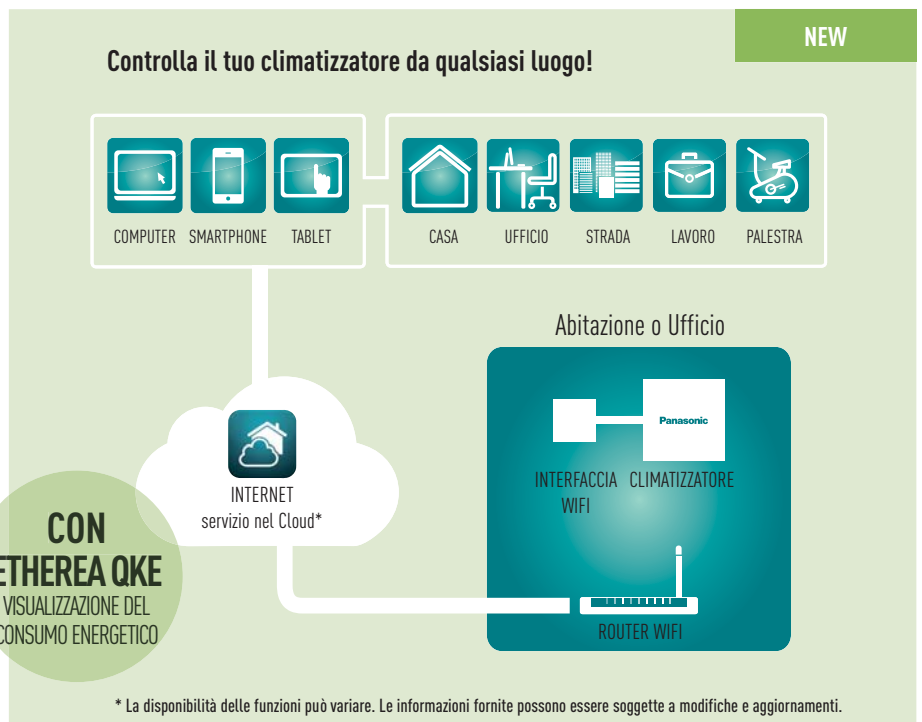 NEW
Controlla il tuo climatizzatore da qualsiasi luogo!
COMPUTER SMARTPHONE TABLET CASA UFFICIO STRADA LAVORO PALESTRA
Abitazione o Ufficio
Panasonic
INTERFACCIA WIFI
CLIMATIZZATORE
INTERNET
servizio nel Cloud*
CON
ETHEREA QKE
VISUALIZZAZIONE DEL
CONSUMO ENERGETICO
ROUTER WIFI
* La disponibilità delle funzioni può variare. Le informazioni fornite possono essere soggette a modifiche e aggiornamenti.